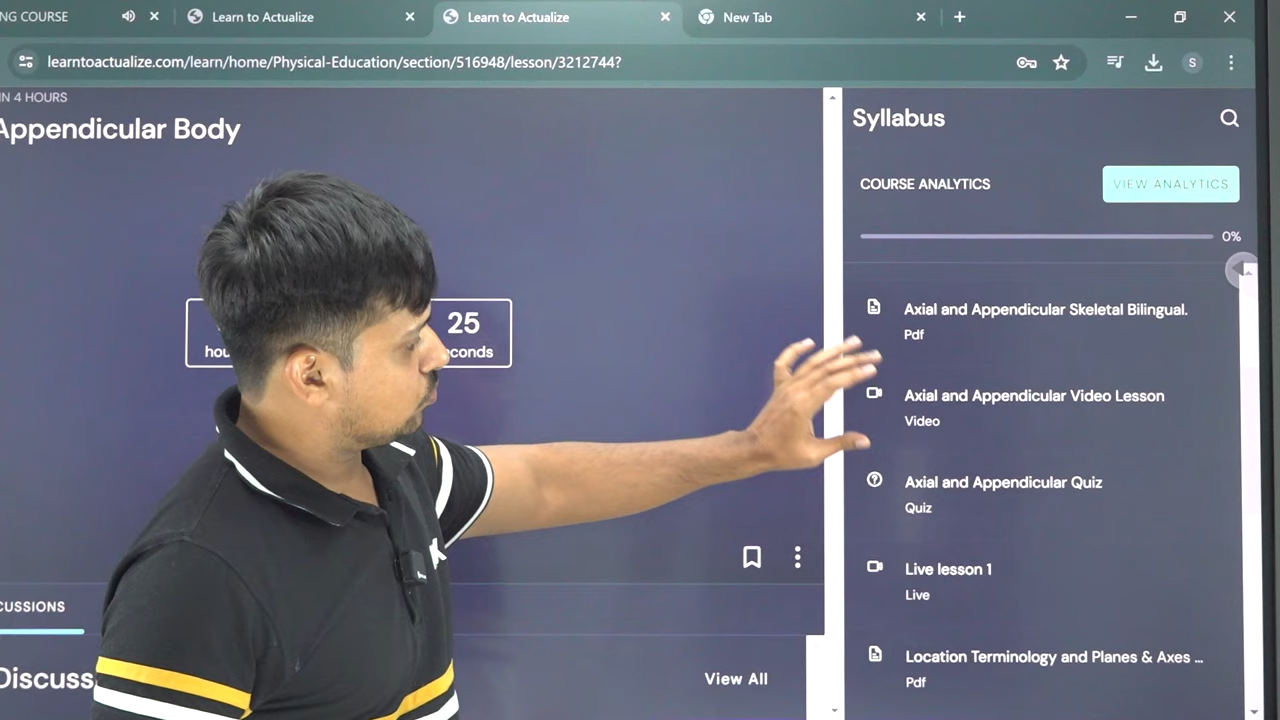 NG COURSE
Learn to Actualize
Learn to Actualize
New Tab
learntoactualize.com/learn/home/Physical-Education/section/516948/lesson/3212744?
S
IN 4 HOURS
Appendicular Body
25
Syllabus
COURSE ANALYTICS
VIEW ANALYTICS
0%
Axial and Appendicular Skeletal Bilingual.
Pdf
Axial and Appendicular Video Lesson
Video
Axial and Appendicular Quiz
Quiz
Live lesson 1
Live
Location Terminology and Planes & Axes ...
Pdf
CUSSIONS
Discuss
View All